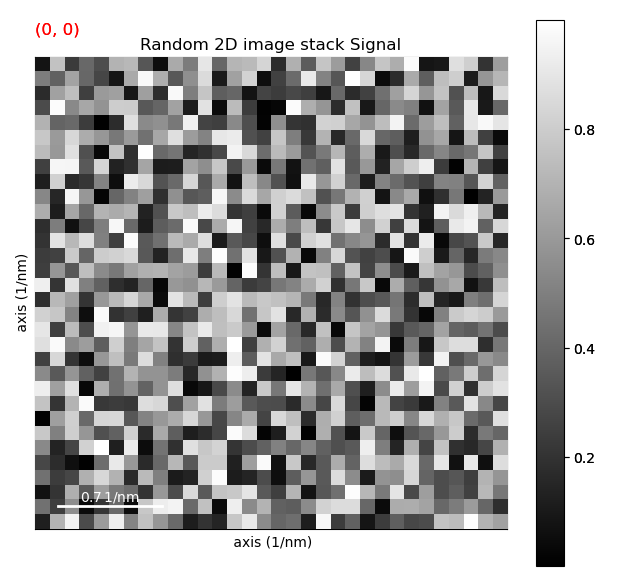 (0, 0)
Random 2D image stack Signal
0.8
0.6
0.4
0.2
axis (1/nm)
0.7 1/nm
axis (1/nm)